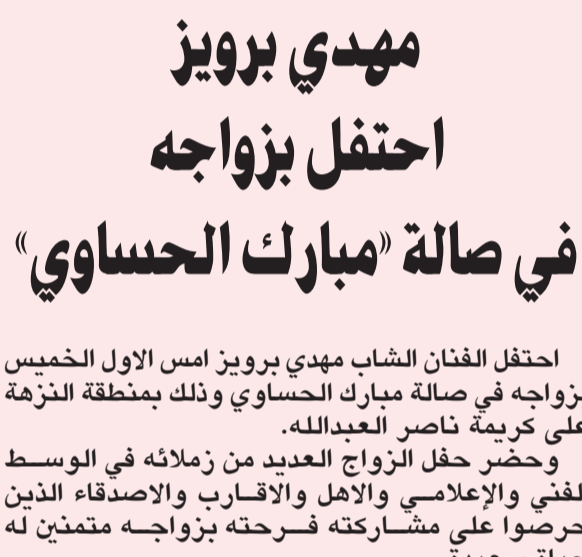 مهدي برويز
احتفل بزواجه
في صالة «مبارك الحساوي»
احتفل الفنان الشاب مهدي برويز امس الاول الخميس
بزواجه في صالة مبارك الحساوي وذلك بمنطقة النزهة
على كريمة ناصر العبدالله.
وحضر حفل الزواج العديد من زملائه في الوسط
الفني والإعلامي والاهل والاقارب والاصدقاء الذين
حرصوا على مشاركته فرحته بزواجه متمنين له